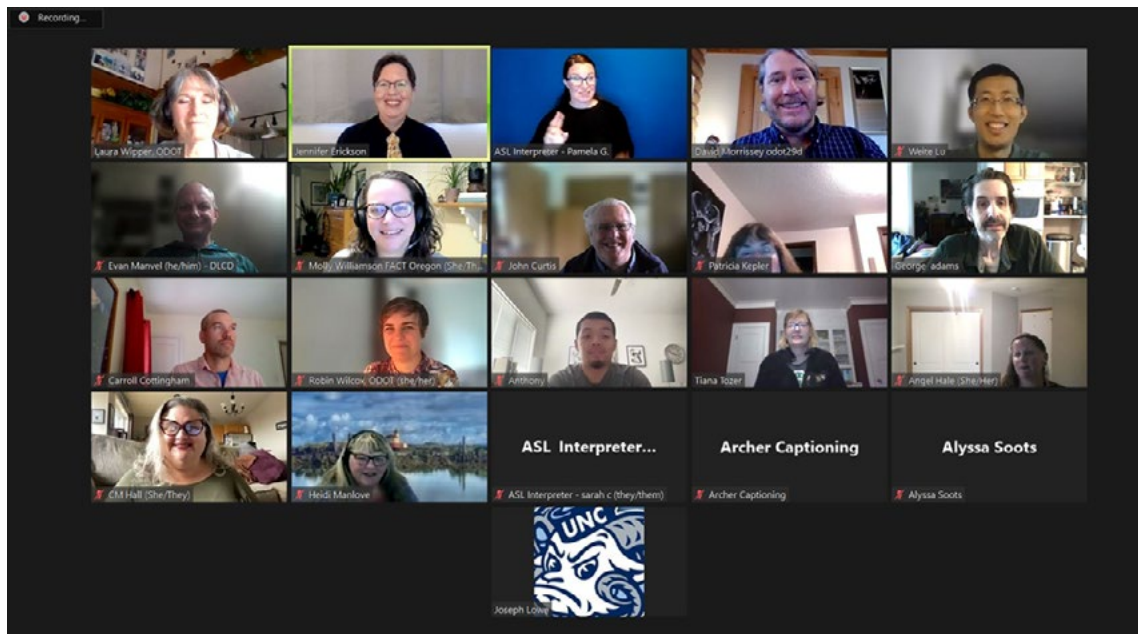 Recording...
Laura Wipper, ODOT
Jennifer Erickson
ASL Interpreter - Pamela G.
David Morrissey odot29d
Weite Lu
Evan Manvel (he/him) - DLCD
Molly Williamson FACT Oregon (She/Th...
John Curtis
Patricia Kepler
George adams
Carroll Cottingham
Robin Wilcox, ODOT (she/her)
Anthony
Tiana Tozer
Angel Hale (She/Her)
CM Hall (She/They)
Heidi Manlove
ASL Interpreter...
ASL Interpreter - sarah c (they/them)
Archer Captioning
Archer Captioning
Alyssa Soots
Alyssa Soots
UNC
Joseph Lowe